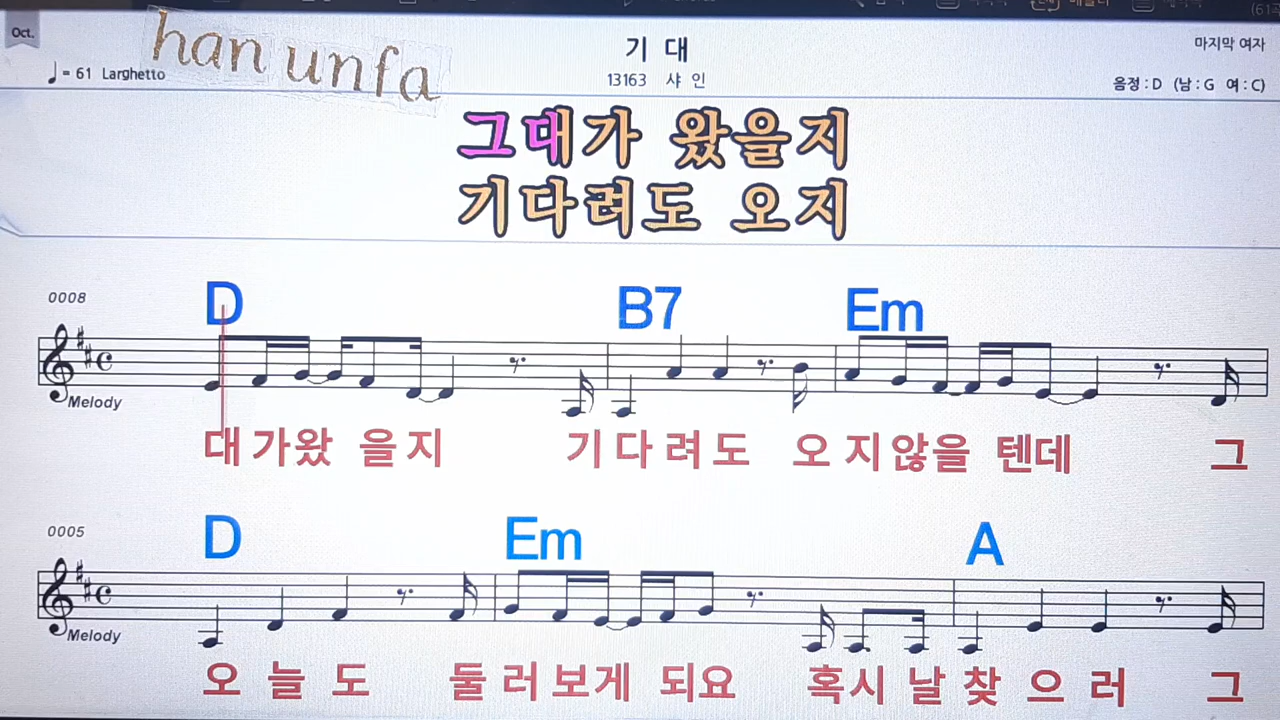 Oct.
han unfa
기 대
마지막 여자
♩= 61 Larghetto
13163 샤 인
음정 : D (남 : G 여 : C)
그대가 왔을지
기다려도 오지
0008
D B7 Em
Melody
대 가왔 을지 기 다 려 도 오 지않을 텐데 그
0005
D Em A
Melody
오 늘 도 둘 러보게 되요 혹시 날 찾 으 러 그